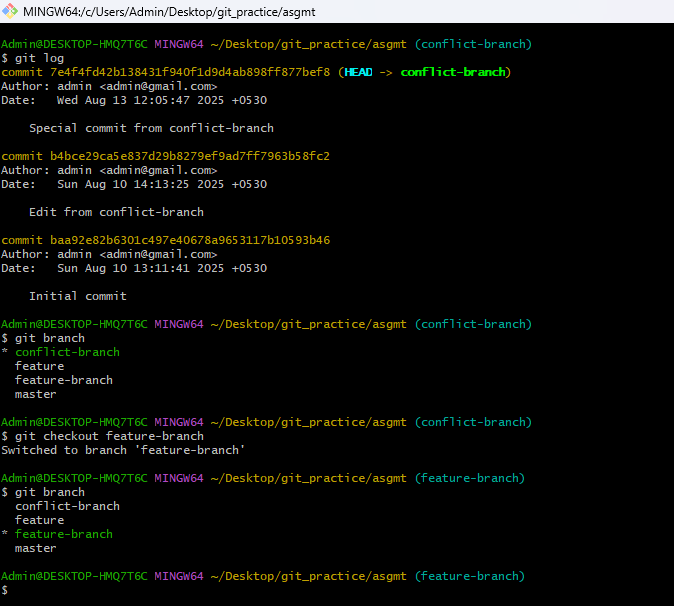 MINGW64:/c/Users/Admin/Desktop/git_practice/asgmt
Admin@DESKTOP-HMQ7T6C MINGW64 ~/Desktop/git_practice/asgmt (conflict-branch)
$ git log
commit 7e4f4fd42b138431f940f1d9d4ab898ff877bef8 (HEAD -> conflict-branch)
Author: admin <admin@gmail.com>
Date:   Wed Aug 13 12:05:47 2025 +0530
    Special commit from conflict-branch
commit b4bce29ca5e837d29b8279ef9ad7ff7963b58fc2
Author: admin <admin@gmail.com>
Date:   Sun Aug 10 14:13:25 2025 +0530
    Edit from conflict-branch
commit baa92e82b6301c497e40678a9653117b10593b46
Author: admin <admin@gmail.com>
Date:   Sun Aug 10 13:11:41 2025 +0530
    Initial commit
Admin@DESKTOP-HMQ7T6C MINGW64 ~/Desktop/git_practice/asgmt (conflict-branch)
$ git branch
* conflict-branch
  feature
  feature-branch
  master
Admin@DESKTOP-HMQ7T6C MINGW64 ~/Desktop/git_practice/asgmt (conflict-branch)
$ git checkout feature-branch
Switched to branch 'feature-branch'
Admin@DESKTOP-HMQ7T6C MINGW64 ~/Desktop/git_practice/asgmt (feature-branch)
$ git branch
  conflict-branch
  feature
* feature-branch
  master
Admin@DESKTOP-HMQ7T6C MINGW64 ~/Desktop/git_practice/asgmt (feature-branch)
$